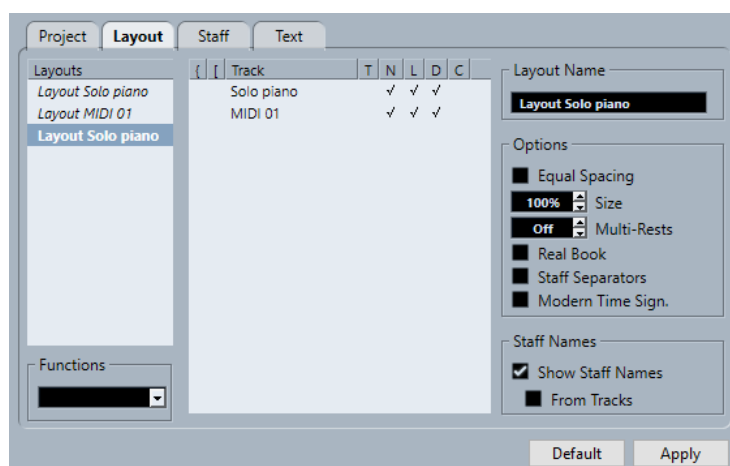 Project Layout Staff Text
Layouts
Layout Solo piano
Layout MIDI 01
Layout Solo piano
Functions
{ [ Track T N L D C
Solo piano √ √ √
MIDI 01 √ √ √
Layout Name
Layout Solo piano
Options
Equal Spacing
100% Size
Off Multi-Rests
Real Book
Staff Separators
Modern Time Sign.
Staff Names
Show Staff Names
From Tracks
Default Apply